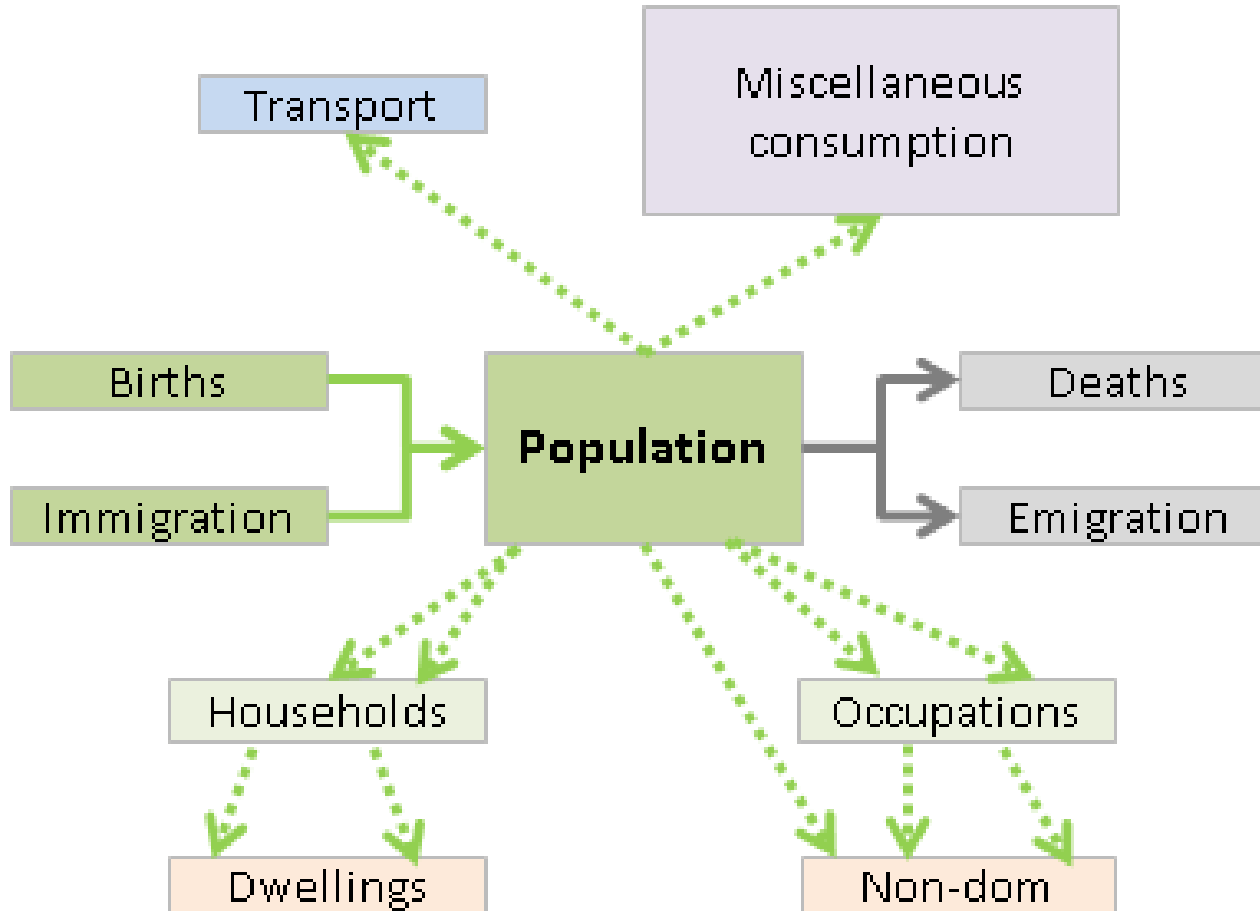 Transport
Miscellaneous
consumption
Births
Population
Deaths
Immigration
Emigration
Households
Occupations
Dwellings
Non-dom